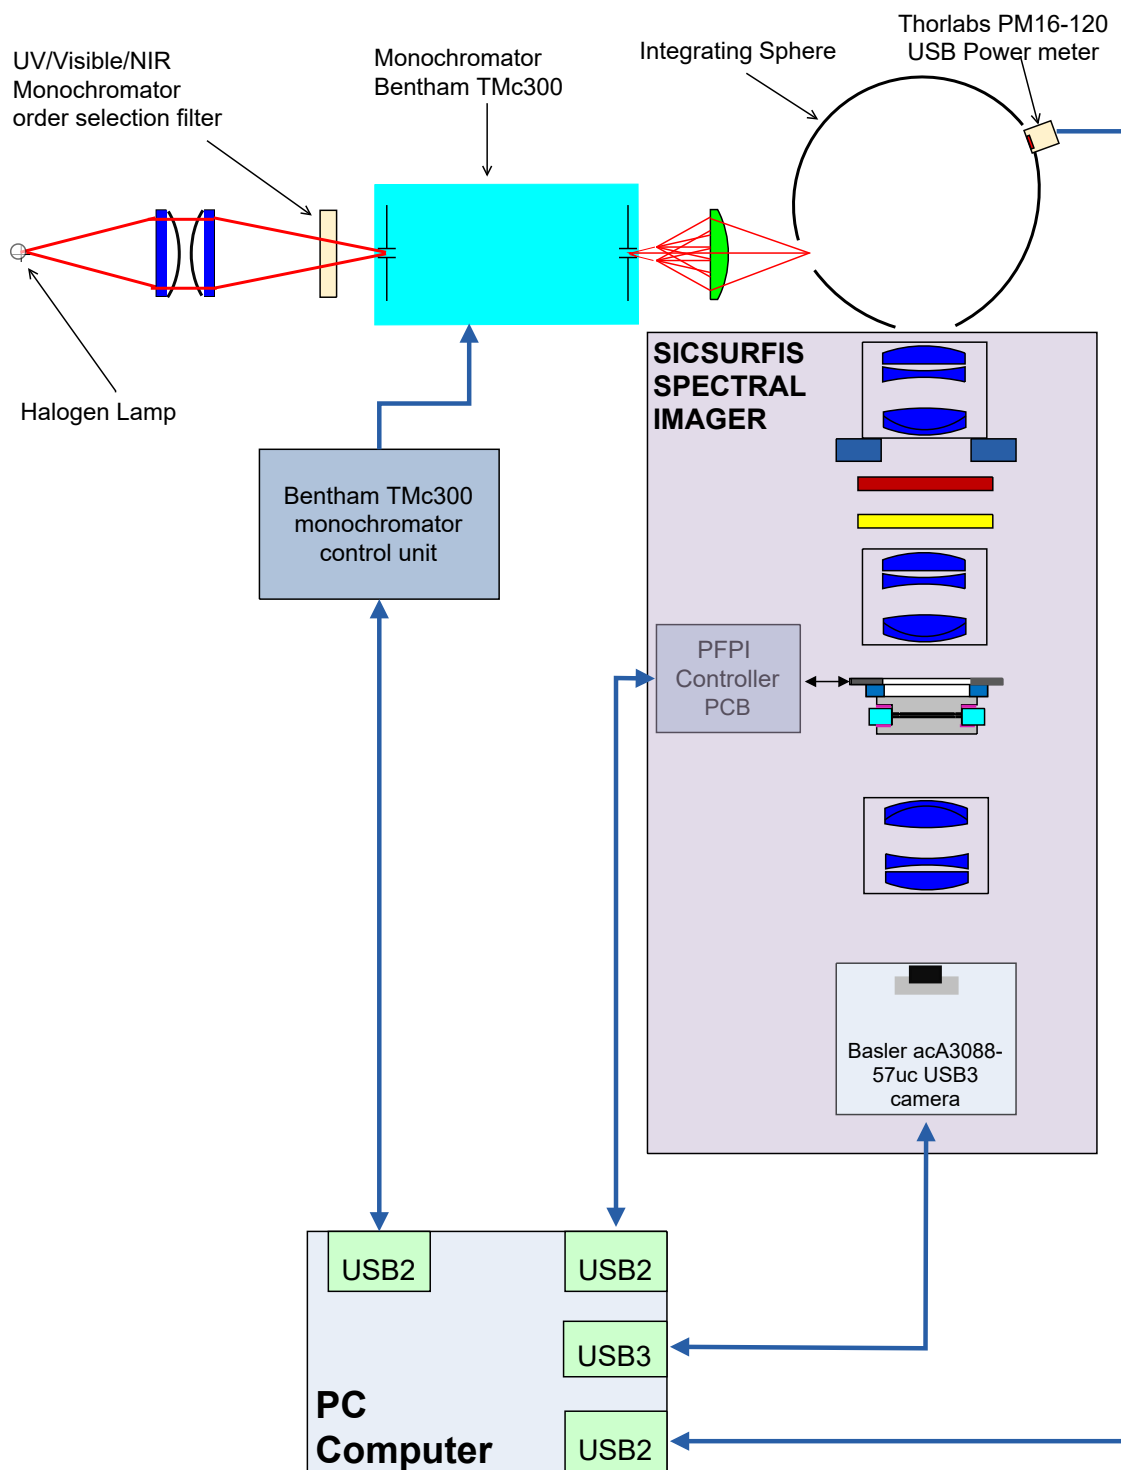 Thorlabs PM16-120
USB Power meter
Integrating Sphere
Monochromator
Bentham TMc300
UV/Visible/NIR
Monochromator
order selection filter
Halogen Lamp
SICSURFIS
SPECTRAL
IMAGER
Bentham TMc300
monochromator
control unit
PFPI
Controller
PCB
Basler acA3088-
57uc USB3
camera
USB2
USB2
USB3
PC
Computer
USB2